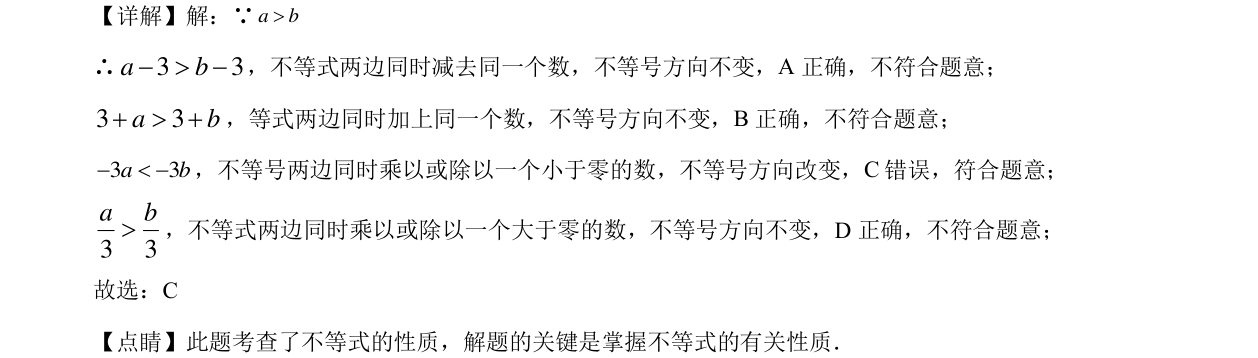 【详解】解：∵a>b
∴a−3>b−3，不等式两边同时减去同一个数，不等号方向不变，A 正确，不符合题意；
3+a>3+b，等式两边同时加上同一个数，不等号方向不变，B 正确，不符合题意；
−3a<−3b，不等号两边同时乘以或除以一个小于零的数，不等号方向改变，C 错误，符合题意；
a/3>b/3，不等式两边同时乘以或除以一个大于零的数，不等号方向不变，D 正确，不符合题意；
故选：C
【点睛】此题考查了不等式的性质，解题的关键是掌握不等式的有关性质．